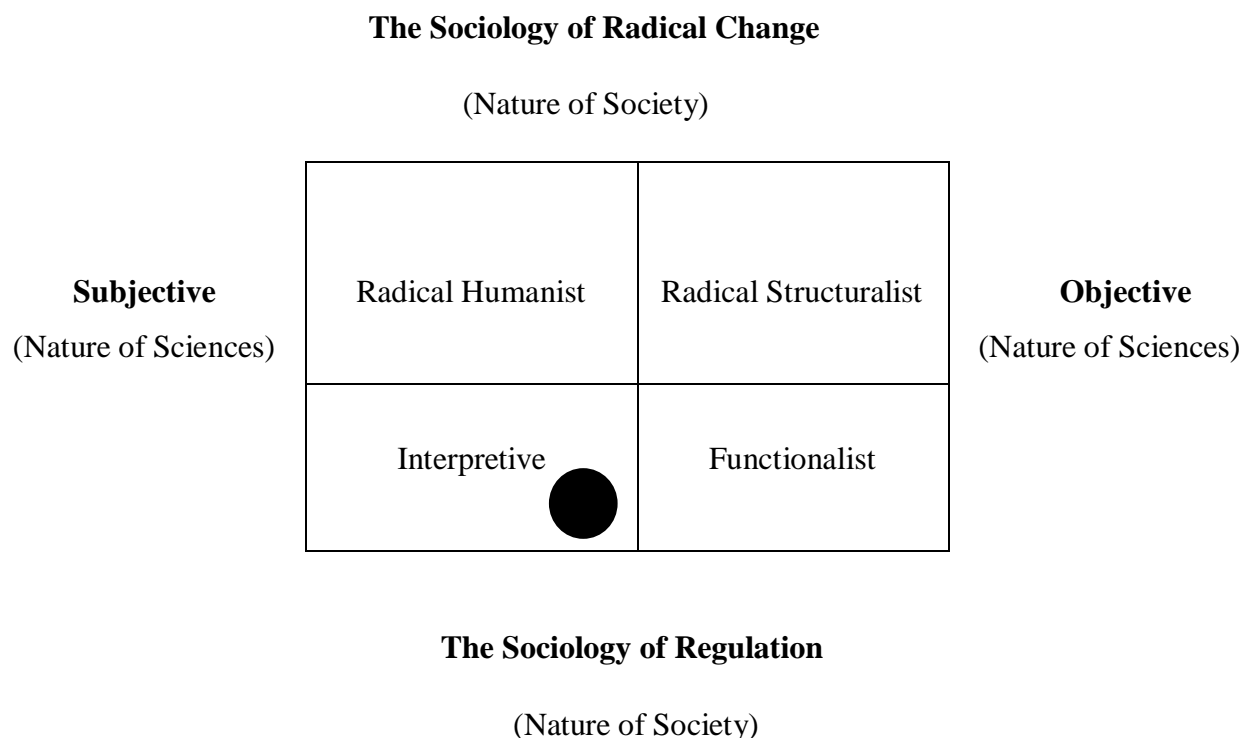 The Sociology of Radical Change
(Nature of Society)
Subjective
(Nature of Sciences)
Radical Humanist
Radical Structuralist
Objective
(Nature of Sciences)
Interpretive
Functionalist
The Sociology of Regulation
(Nature of Society)